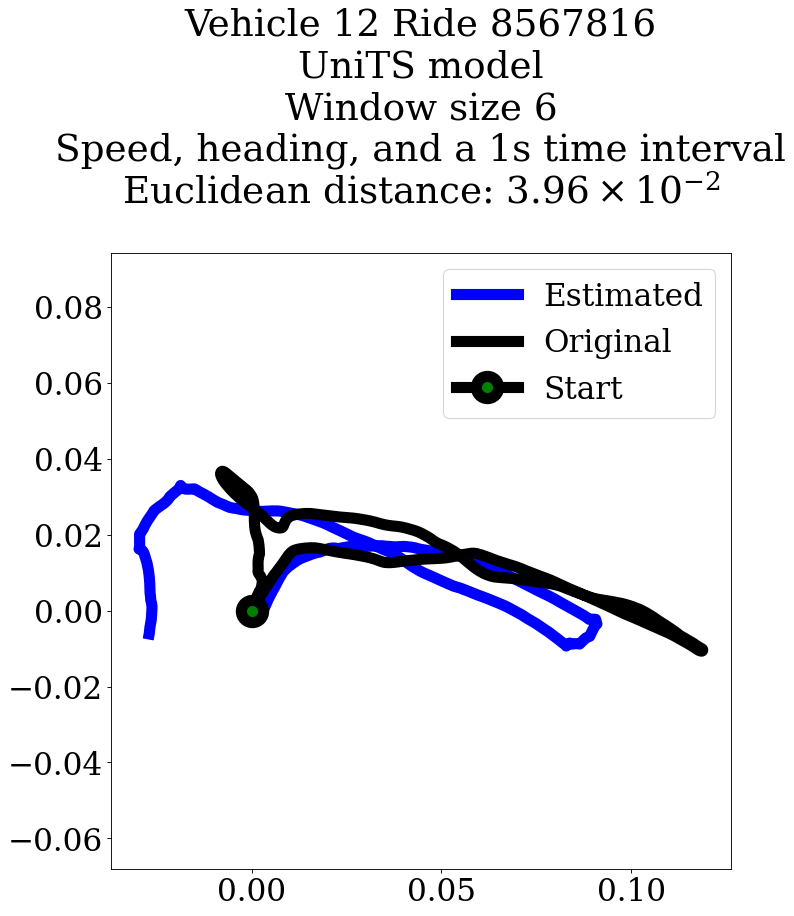 Vehicle 12 Ride 8567816
UniTS model
Window size 6
Speed, heading, and a 1s time interval
Euclidean distance: 3.96 × 10⁻²
Estimated
Original
Start
0.08
0.06
0.04
0.02
0.00
−0.02
−0.04
−0.06
0.00 0.05 0.10